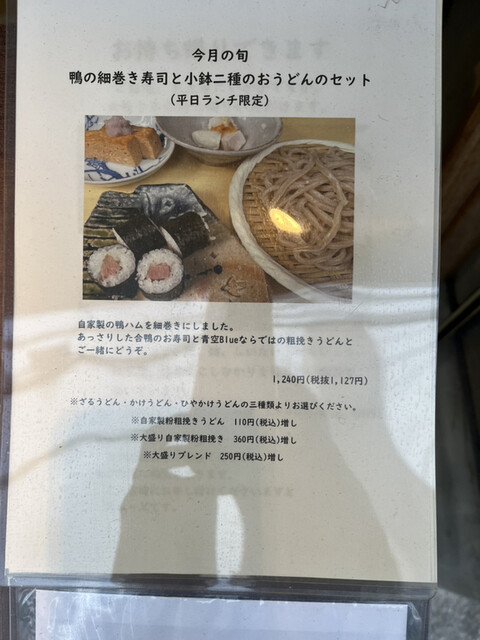 今月の旬
鴨の細巻き寿司と小鉢二種のおうどんのセット
（平日ランチ限定）
自家製の鴨ハムを細巻きにしました。
あっさりした合鴨のお寿司と青空Blueならではの粗挽きうどんと
ご一緒にどうぞ。
1,240円(税抜1,127円)
※ざるうどん・かけうどん・ひやかけうどんの三種類よりお選びください。
※自家製粉粗挽きうどん 110円(税込)増し
※大盛り自家製粉粗挽き 360円(税込)増し
※大盛りブレンド 250円(税込)増し